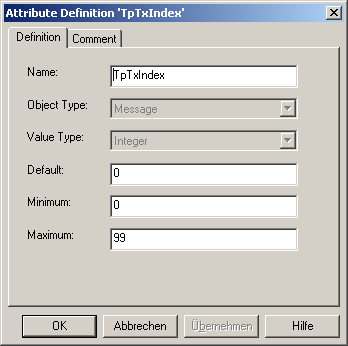 Attribute Definition 'TpTxIndex'
Definition Comment
Name: TpTxIndex
Object Type: Message
Value Type: Integer
Default: 0
Minimum: 0
Maximum: 99
OK Abbrechen Übernehmen Hilfe